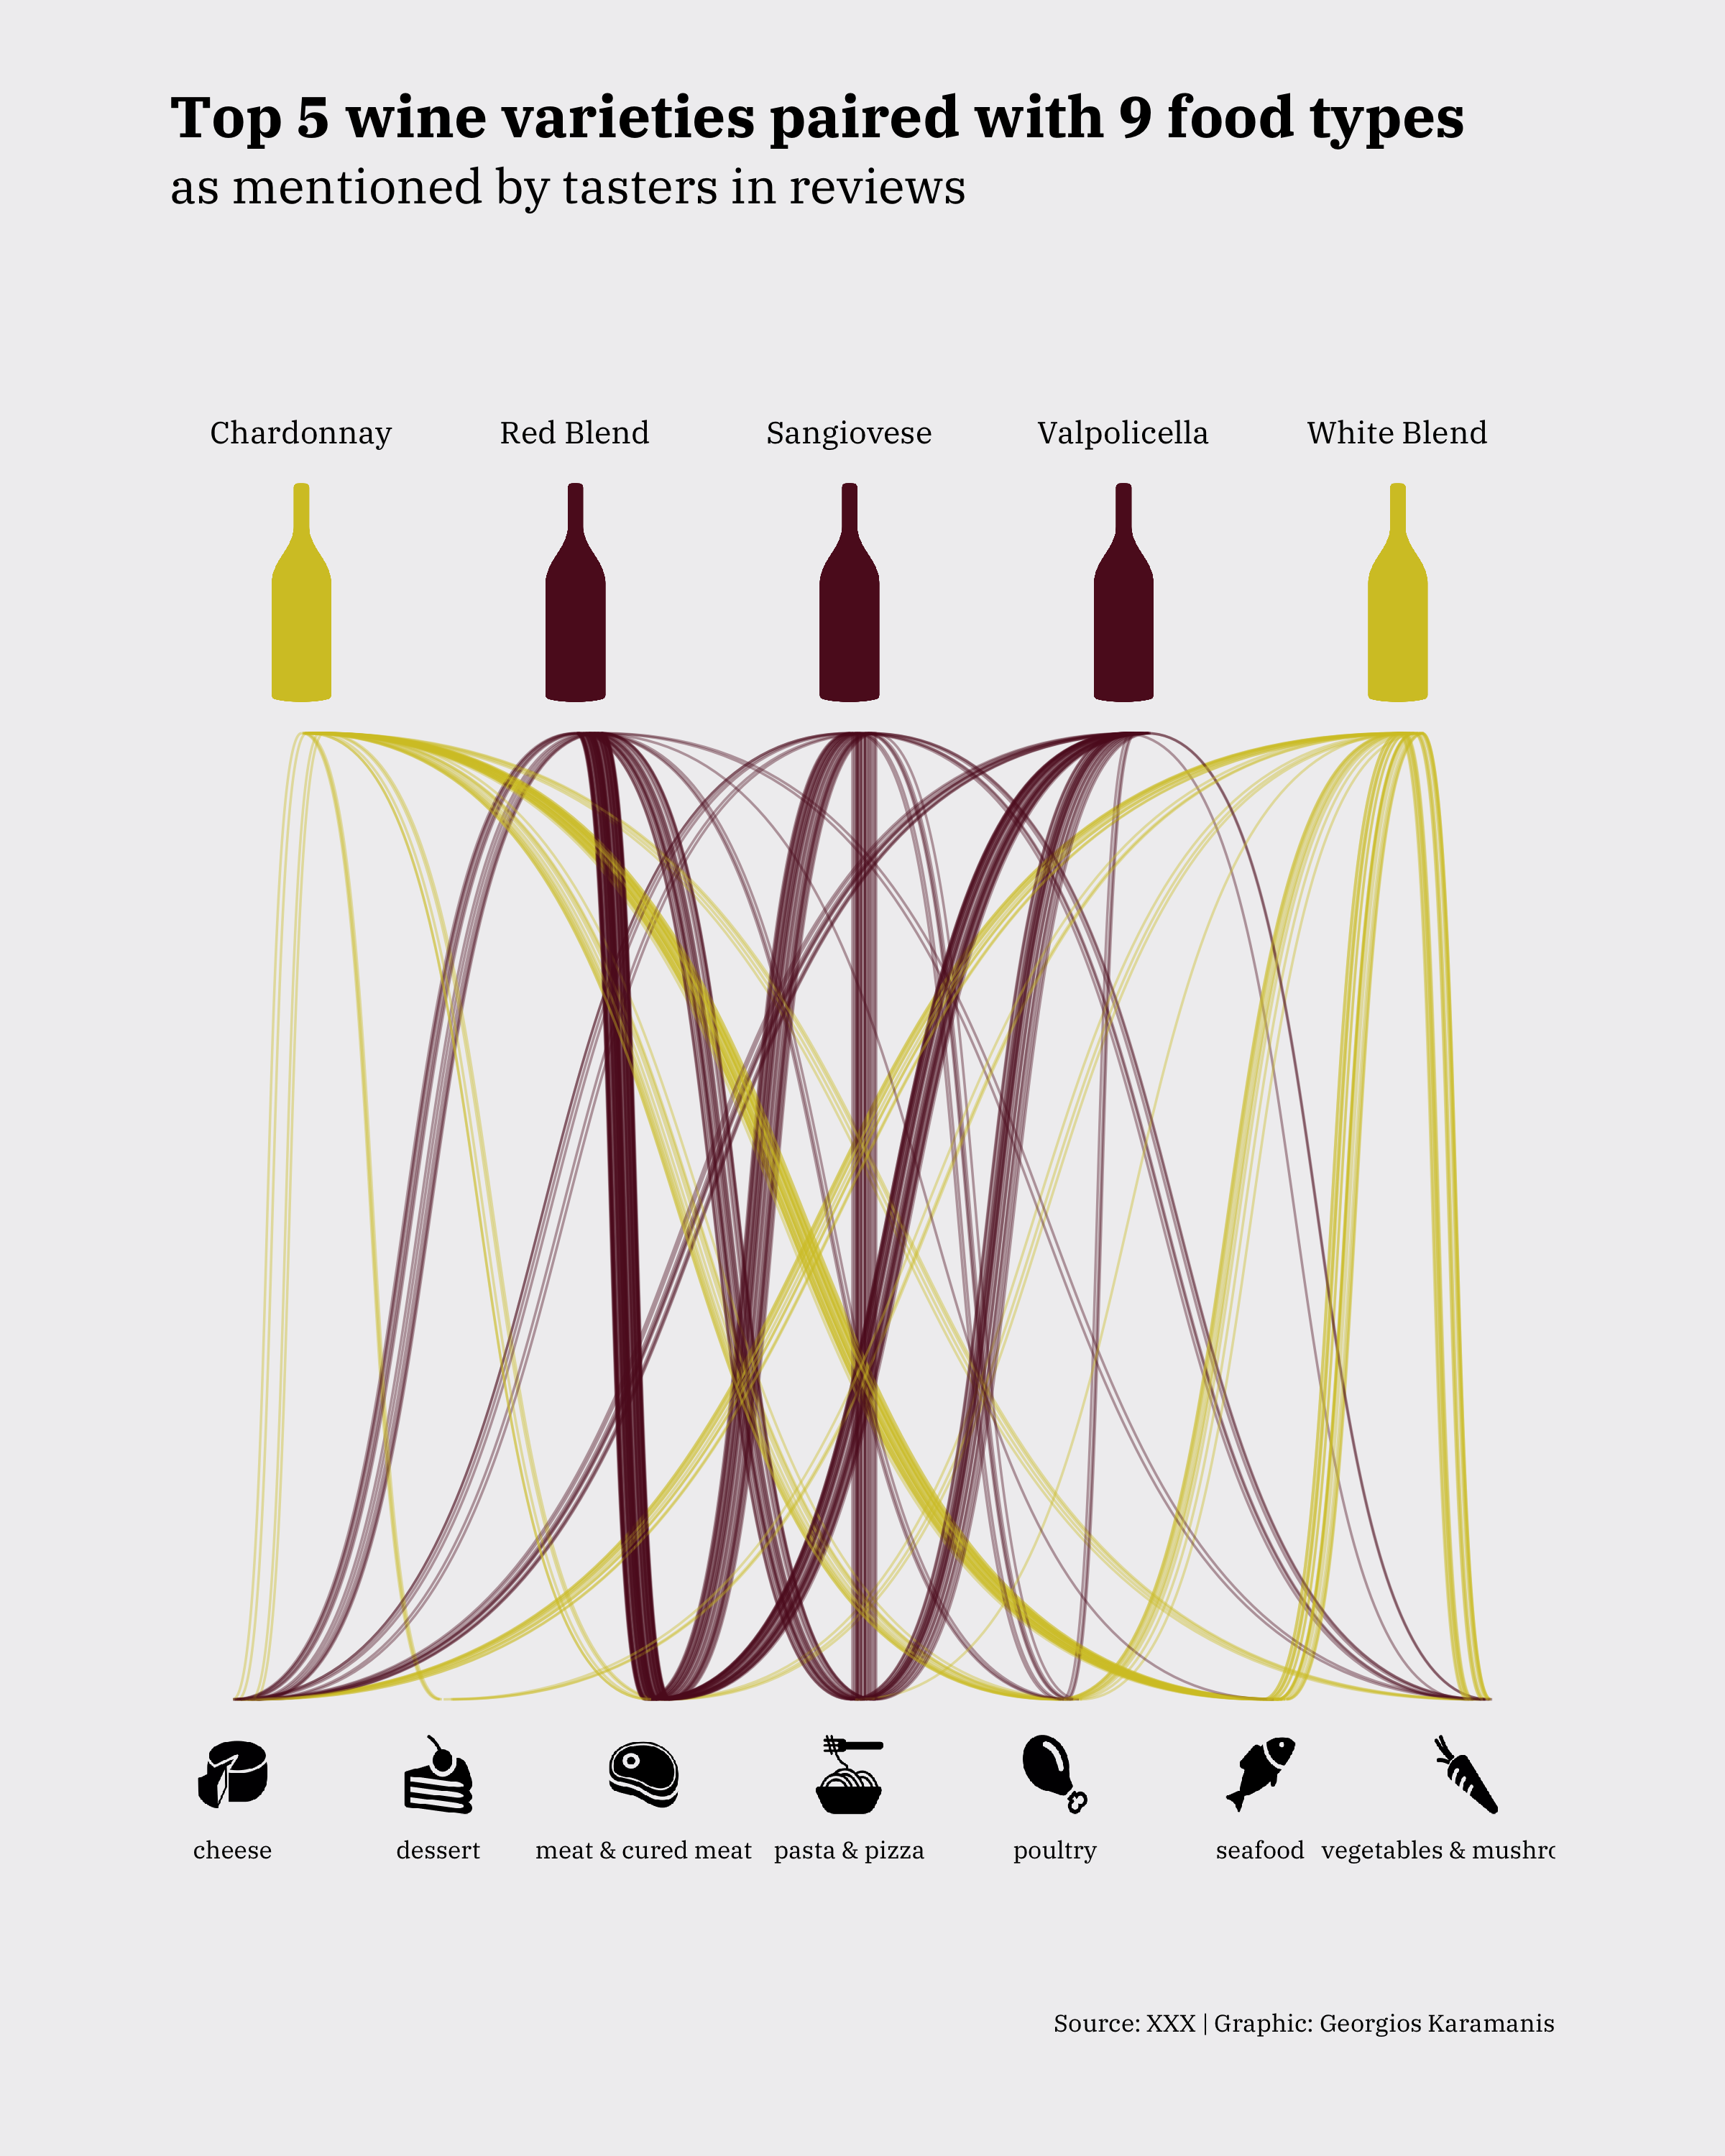 Top 5 wine varieties paired with 9 food types
as mentioned by tasters in reviews
Chardonnay Red Blend Sangiovese Valpolicella White Blend
cheese dessert meat & cured meat pasta & pizza poultry seafood vegetables & mushro
Source: XXX | Graphic: Georgios Karamanis